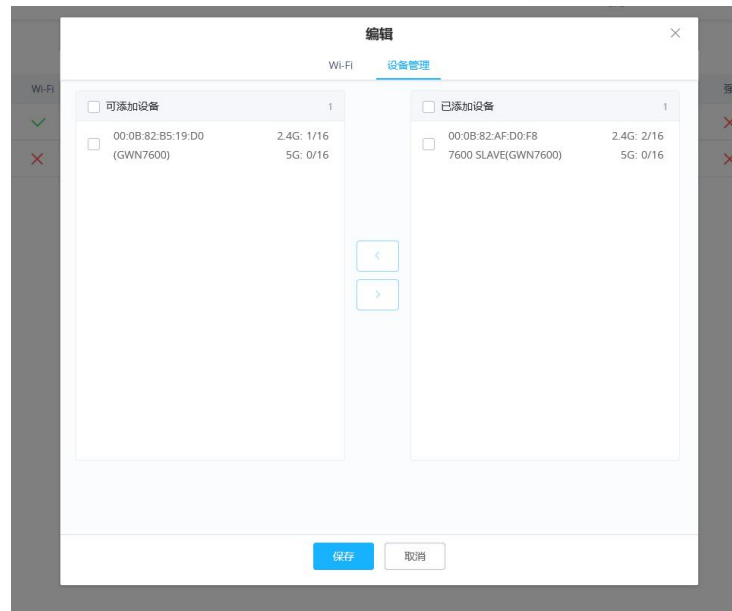 编辑
Wi-Fi 设备管理
Wi-Fi
可添加设备 1
00:0B:82:B5:19:D0 2.4G: 1/16
(GWN7600) 5G: 0/16
已添加设备 1
00:0B:82:AF:D0:F8 2.4G: 2/16
7600 SLAVE(GWN7600) 5G: 0/16
保存 取消